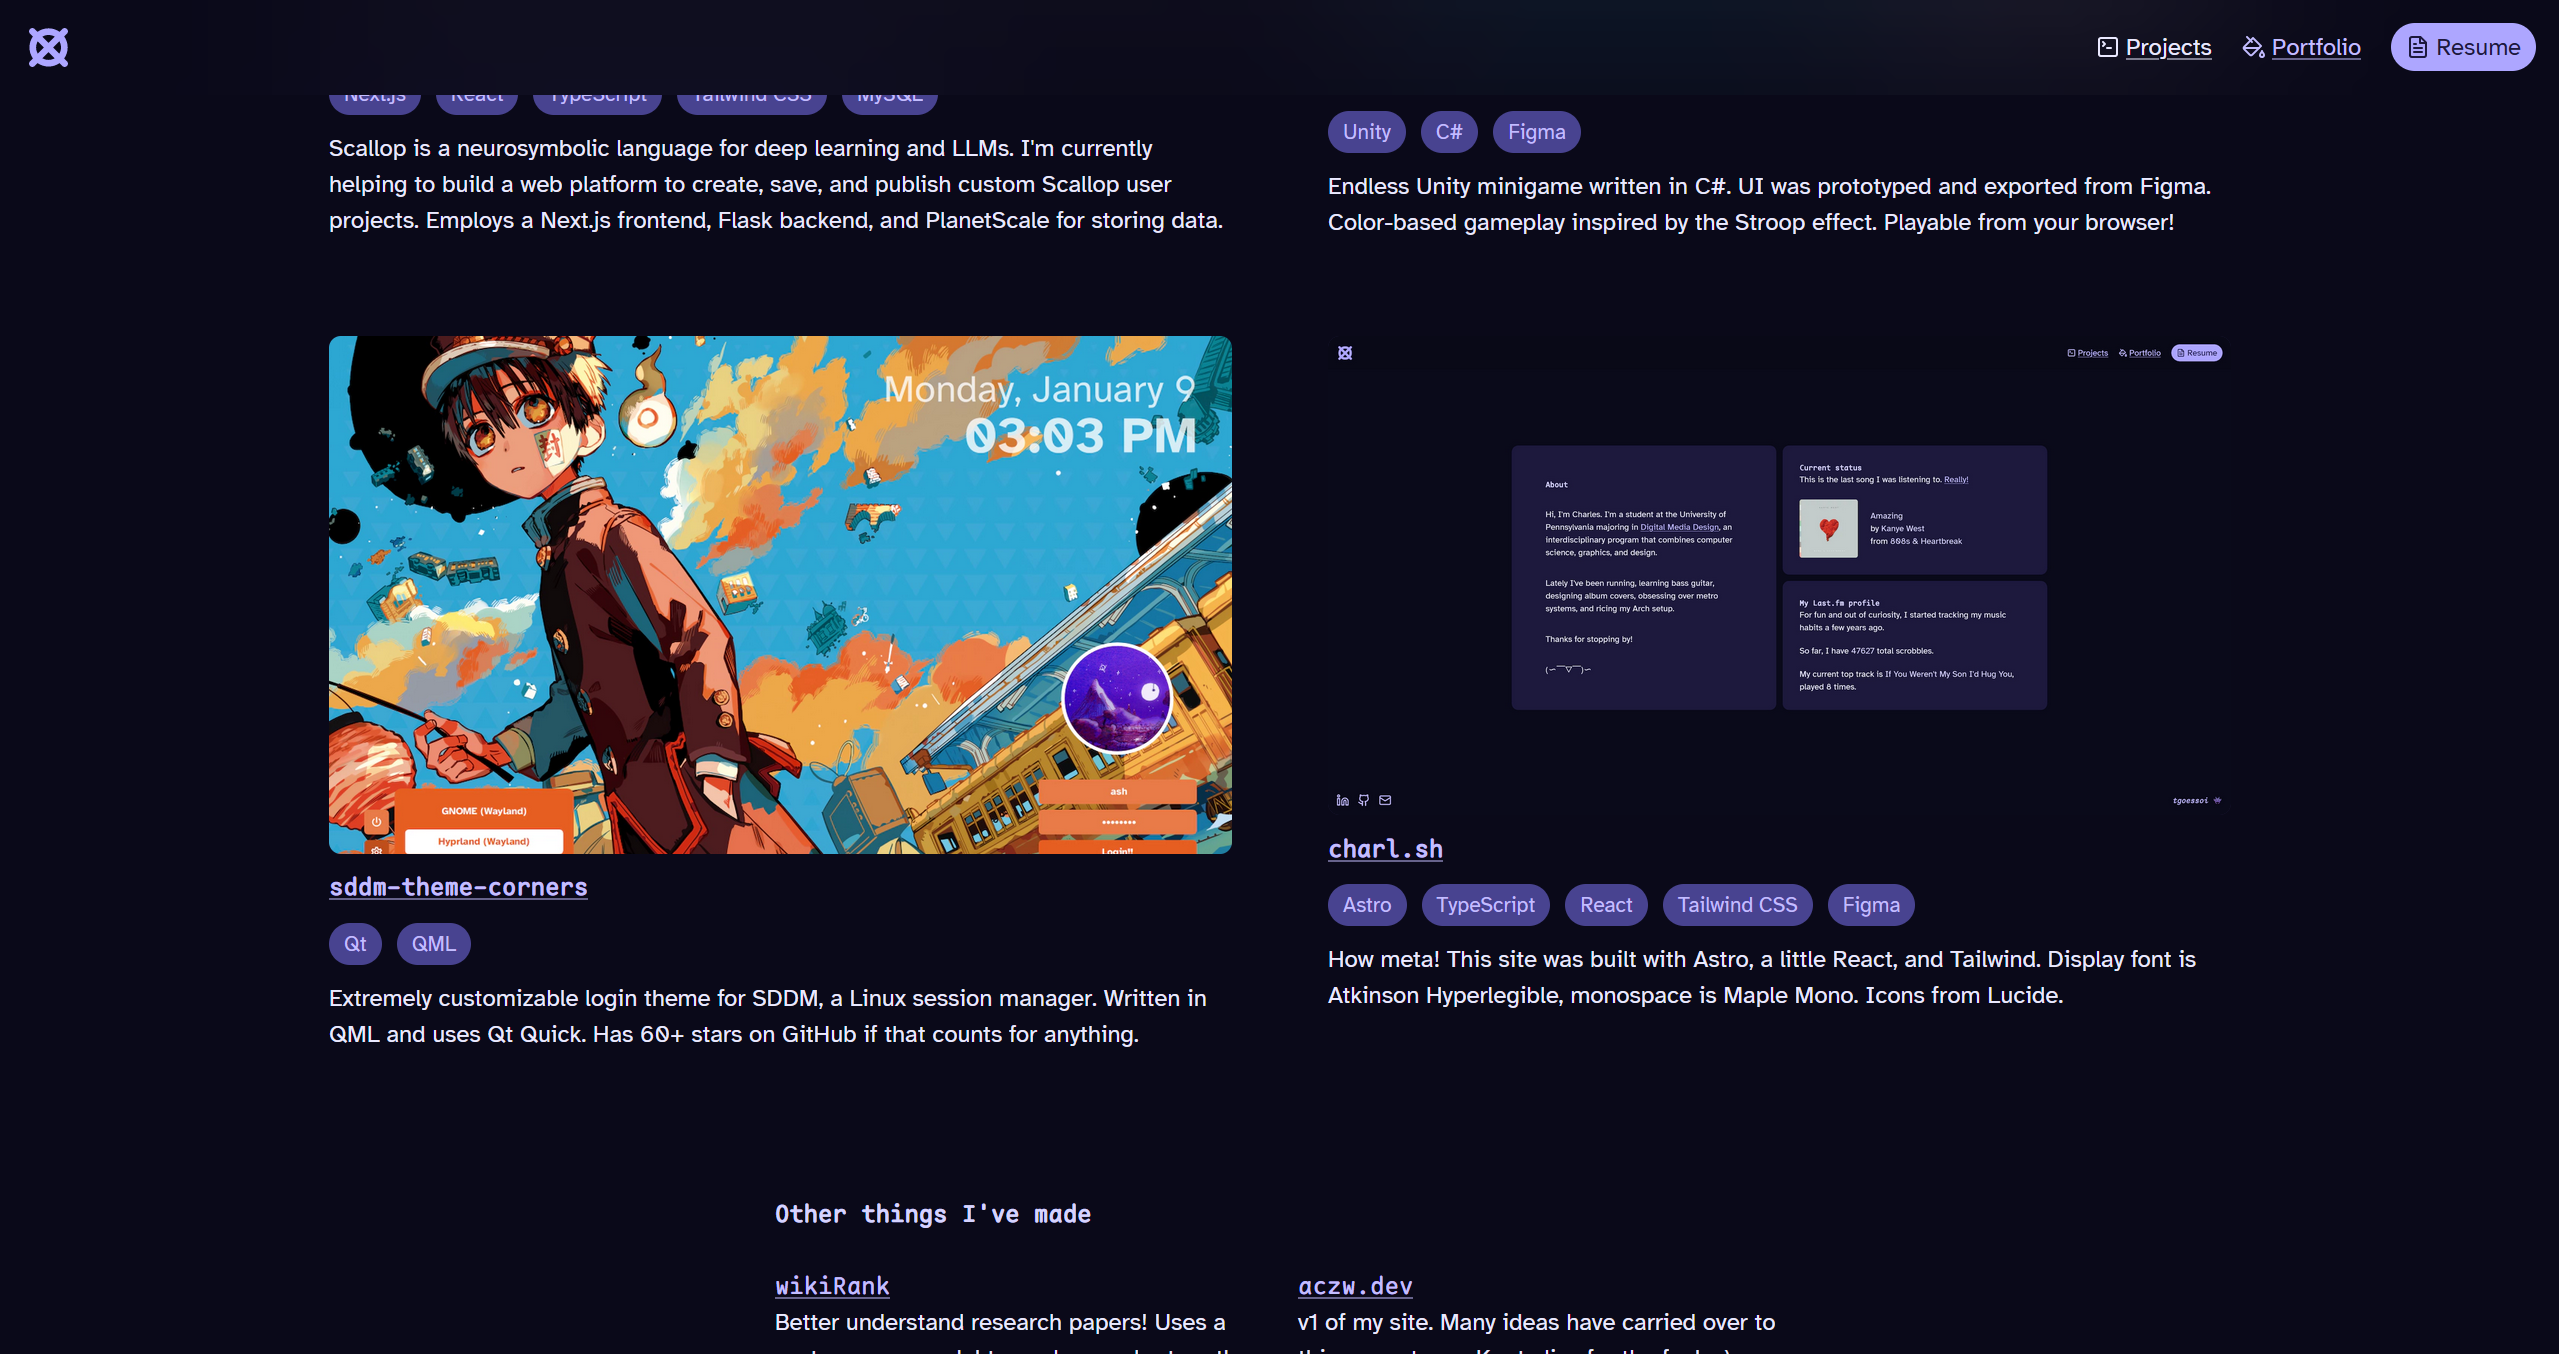 Projects
Portfolio
Resume
Next.js
React
TypeScript
Tailwind CSS
MySQL
Scallop is a neurosymbolic language for deep learning and LLMs. I'm currently
helping to build a web platform to create, save, and publish custom Scallop user
projects. Employs a Next.js frontend, Flask backend, and PlanetScale for storing data.
Unity
C#
Figma
Endless Unity minigame written in C#. UI was prototyped and exported from Figma.
Color-based gameplay inspired by the Stroop effect. Playable from your browser!
Monday, January 9
03:03 PM
封
GNOME (Wayland)
Hyprland (Wayland)
ash
••••••••
Login!!
sddm-theme-corners
Qt
QML
Extremely customizable login theme for SDDM, a Linux session manager. Written in
QML and uses Qt Quick. Has 60+ stars on GitHub if that counts for anything.
Projects
Portfolio
Resume
About
Hi, I'm Charles. I'm a student at the University of
Pennsylvania majoring in Digital Media Design, an
interdisciplinary program that combines computer
science, graphics, and design.
Lately I've been running, learning bass guitar,
designing album covers, obsessing over metro
systems, and ricing my Arch setup.
Thanks for stopping by!
Current status
This is the last song I was listening to. Really!
Amazing
by Kanye West
from 808s & Heartbreak
My Last.fm profile
For fun and out of curiosity, I started tracking my music
habits a few years ago.
So far, I have 47627 total scrobbles.
My current top track is If You Weren't My Son I'd Hug You,
played 8 times.
tgoessoi
charl.sh
Astro
TypeScript
React
Tailwind CSS
Figma
How meta! This site was built with Astro, a little React, and Tailwind. Display font is
Atkinson Hyperlegible, monospace is Maple Mono. Icons from Lucide.
Other things I've made
wikiRank
Better understand research papers! Uses a
aczw.dev
v1 of my site. Many ideas have carried over to